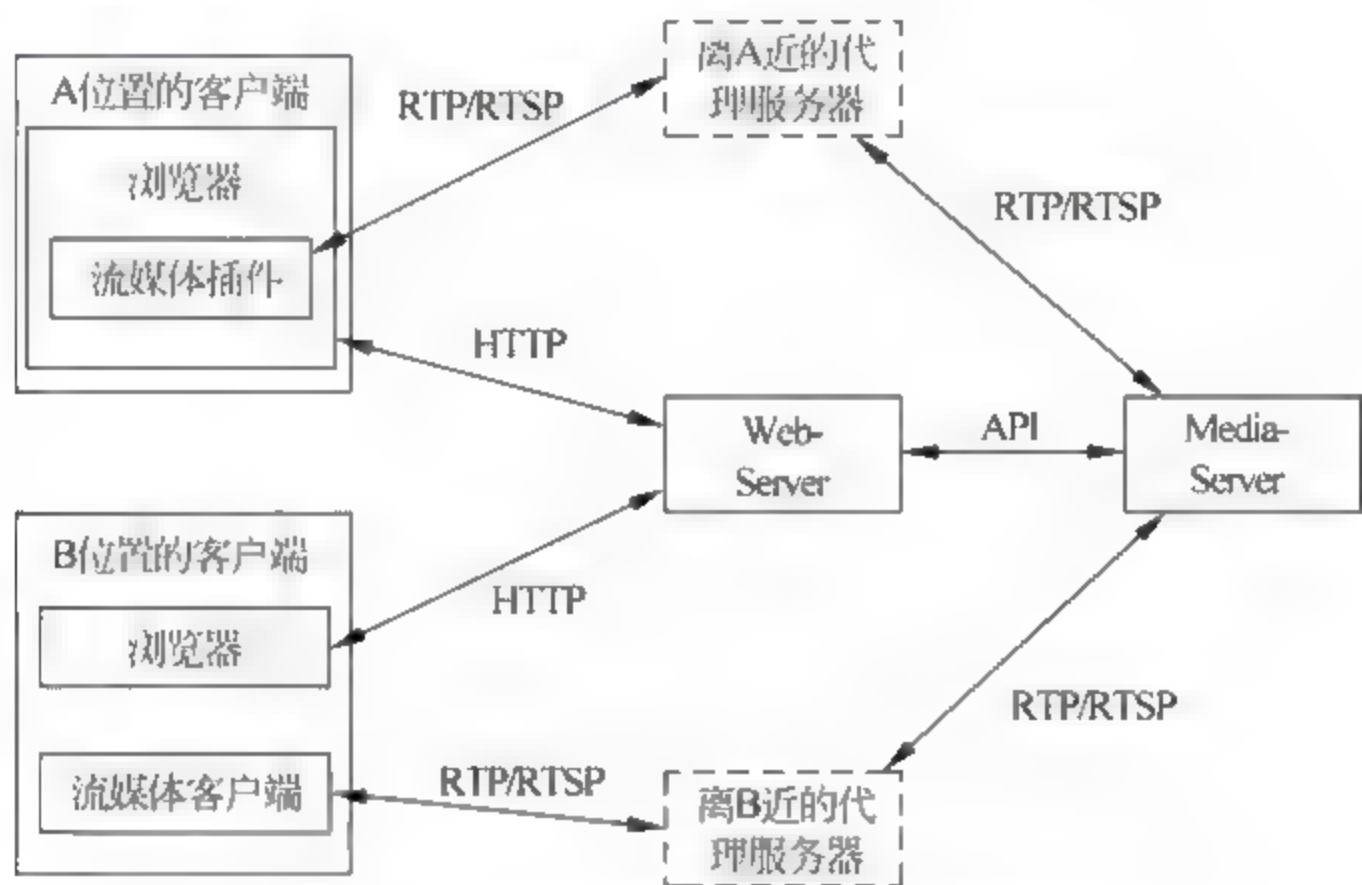 A位置的客户端
浏览器
流媒体插件
RTP/RTSP
离A近的代
理服务器
RTP/RTSP
HTTP
Web-
Server
API
Media-
Server
B位置的客户端
浏览器
流媒体客户端
HTTP
RTP/RTSP
离B近的代
理服务器
RTP/RTSP